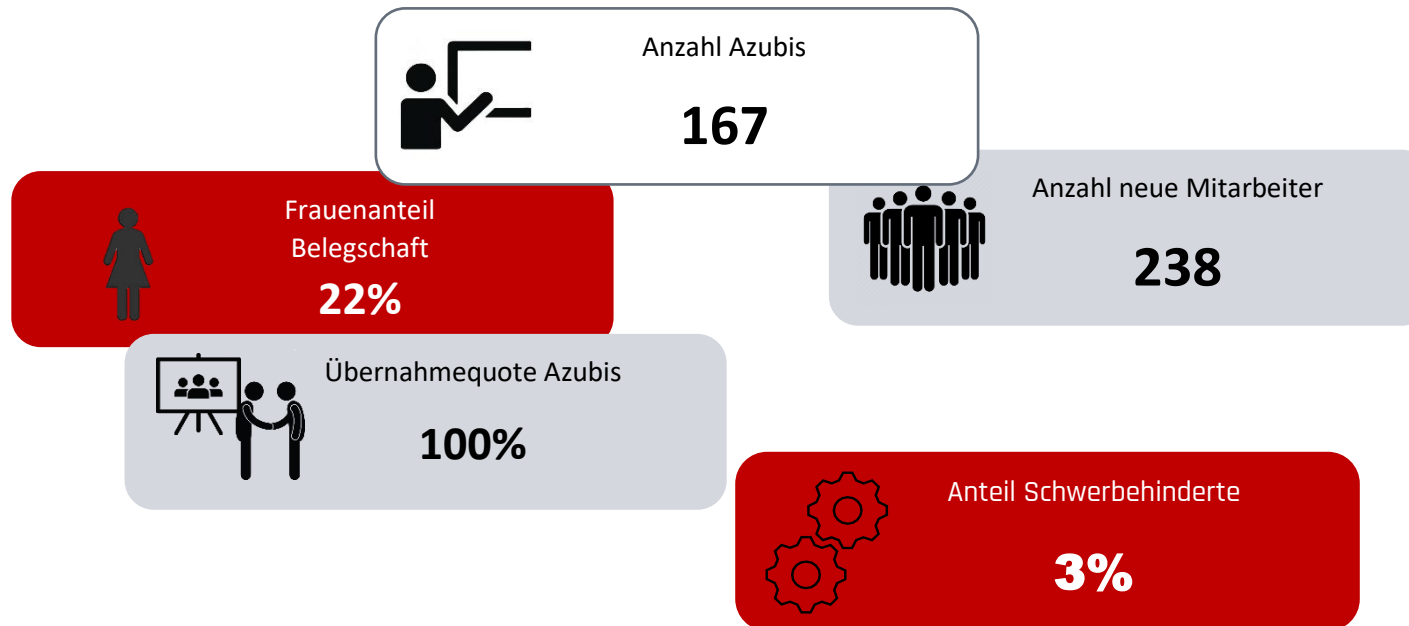 Anzahl Azubis
167
Frauenanteil
Belegschaft
22%
Anzahl neue Mitarbeiter
238
Übernahmequote Azubis
100%
Anteil Schwerbehinderte
3%